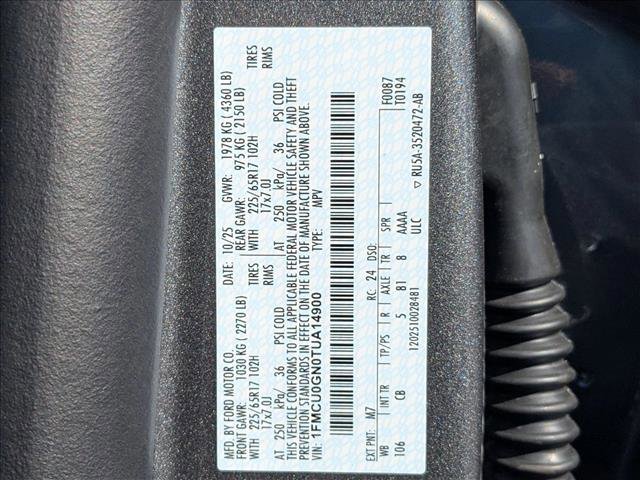 MFD. BY FORD MOTOR CO.
DATE: 10/25 GVWR: 1978 KG ( 4360 LB)
FRONT GAWR: 1030 KG ( 2270 LB) REAR GAWR: 975 KG ( 2150 LB)
WITH 225/65R17 102H TIRES WITH 225/65R17 102H TIRES
17x7.0J RIMS 17x7.0J RIMS
AT 250 kPa/ 36 PSI COLD AT 250 kPa/ 36 PSI COLD
THIS VEHICLE CONFORMS TO ALL APPLICABLE FEDERAL MOTOR VEHICLE SAFETY AND THEFT
PREVENTION STANDARDS IN EFFECT ON THE DATE OF MANUFACTURE SHOWN ABOVE.
VIN: 1FMCU0GN0TUA14900 TYPE: MPV
F0087
EXT PNT: M7 RC: 24 DSO: T0194
WB INT TR TP/PS R AXLE TR SPR
106 CB 5 81 8 AAAA
ULC
1202510028481 ▽ RU5A-3520472-AB